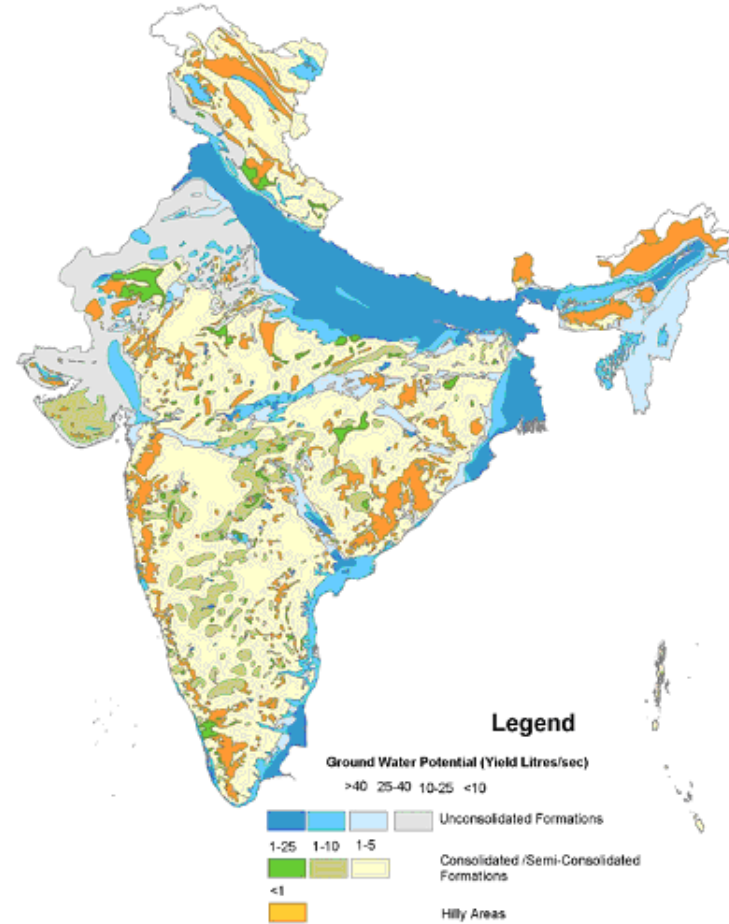 Legend
Ground Water Potential (Yield Litres/sec)
>40 25-40 10-25 <10
Unconsolidated Formations
1-25 1-10 1-5
Consolidated /Semi-Consolidated
Formations
<1
Hilly Areas